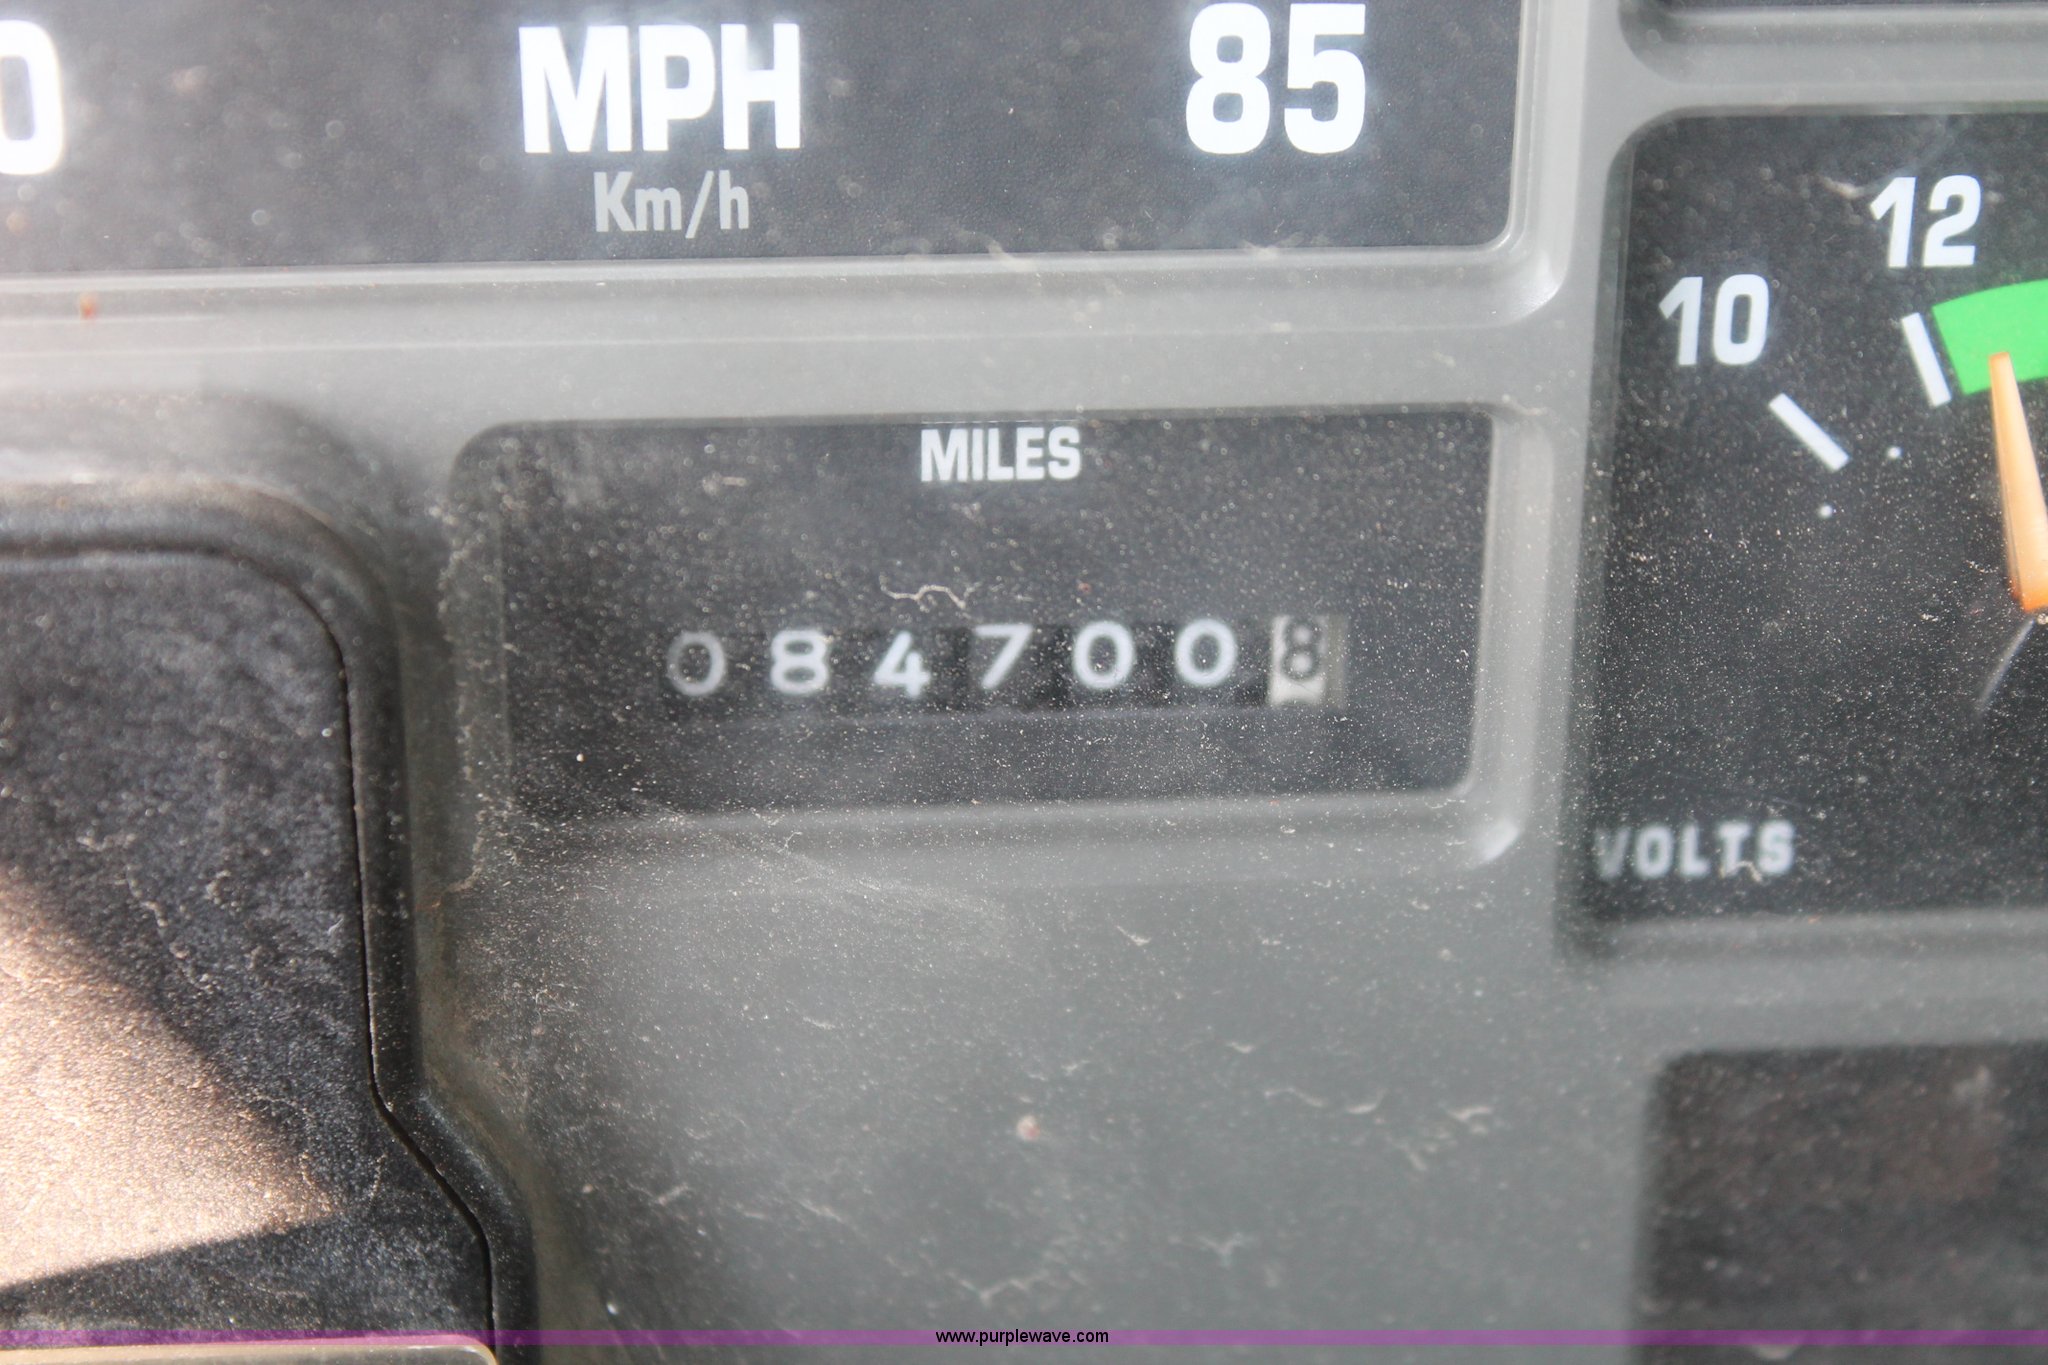 0 MPH 85
Km/h
12
10
MILES
0847008
VOLTS
www.purplewave.com